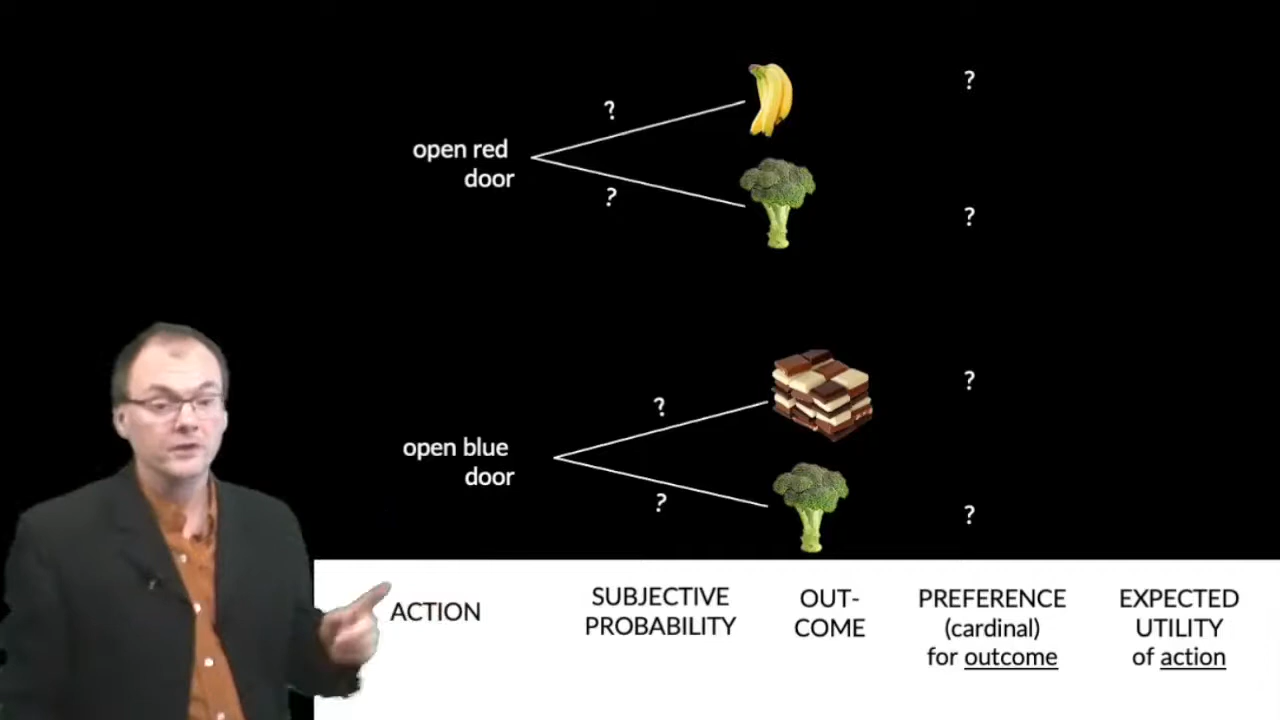 ?
?
open red
door
?
?
?
?
open blue
door
?
?
ACTION
SUBJECTIVE
PROBABILITY
OUT-
COME
PREFERENCE
(cardinal)
for outcome
EXPECTED
UTILITY
of action